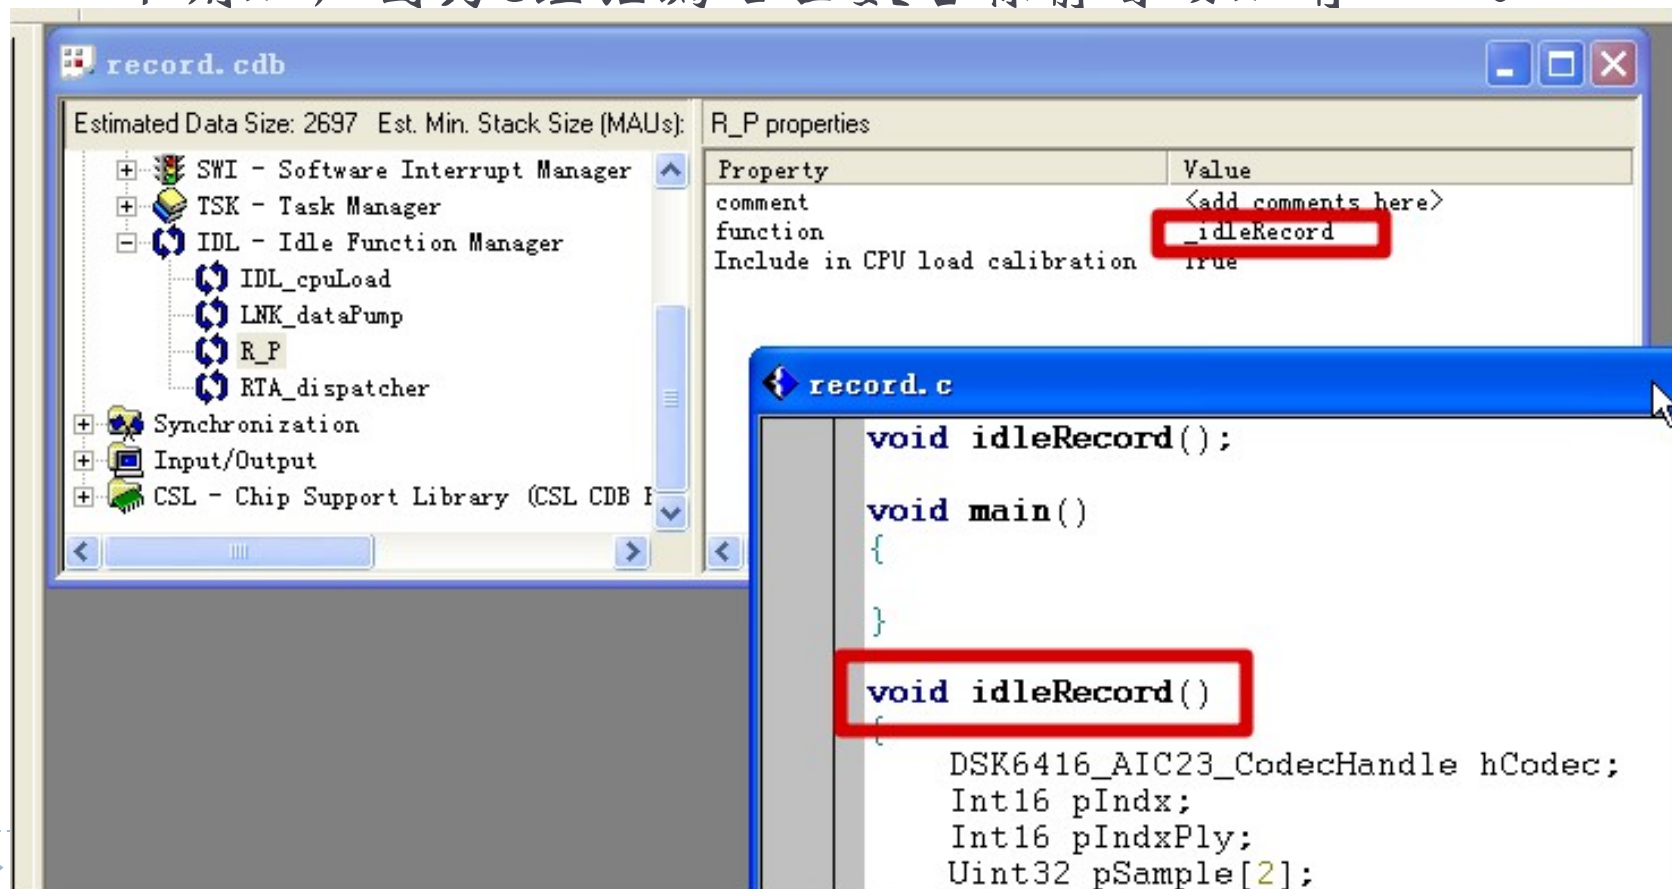 record.cdb
Estimated Data Size: 2697 Est. Min. Stack Size (MAUs):
R_P properties
SWI - Software Interrupt Manager
TSK - Task Manager
IDL - Idle Function Manager
IDL_cpuLoad
LNK_dataPump
R_P
RTA_dispatcher
Synchronization
Input/Output
CSL - Chip Support Library (CSL CDB
Property Value
comment <add comments here>
function _idleRecord
Include in CPU load calibration True
record.c
void idleRecord();
void main()
{
}
void idleRecord()
{
DSK6416_AIC23_CodecHandle hCodec;
Int16 pIndx;
Int16 pIndxPly;
Uint32 pSample[2];